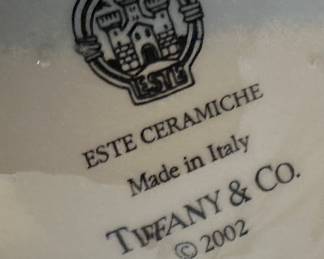 ESTE
ESTE CERAMICHE
Made in Italy
TIFFANY & CO.
© 2002